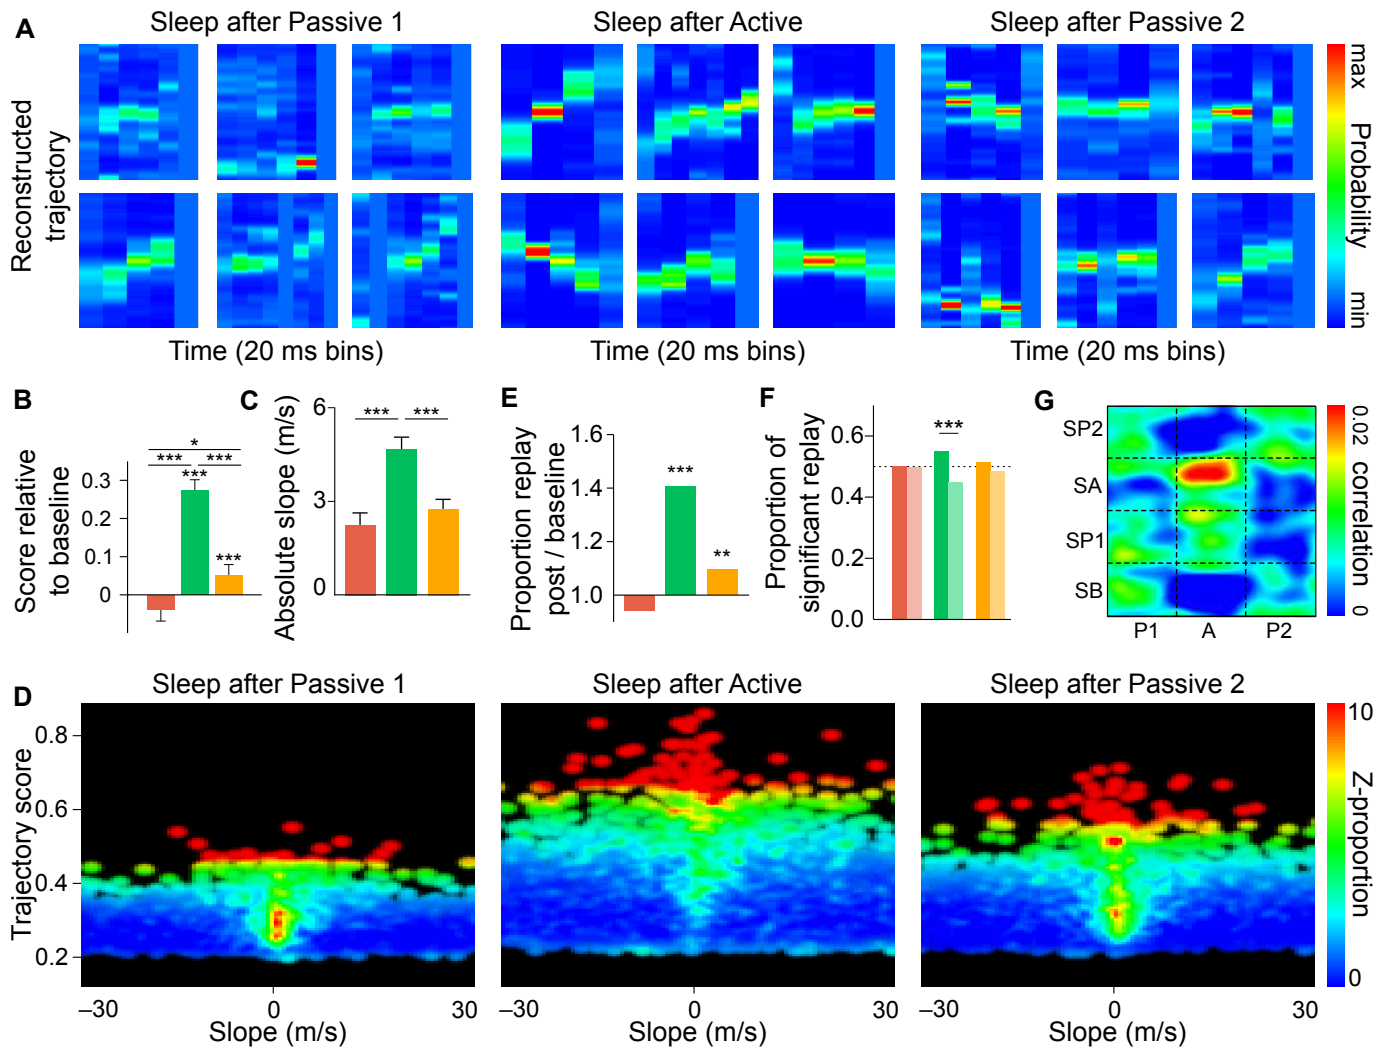 A
Sleep after Passive 1
Sleep after Active
Sleep after Passive 2
Reconstructed
trajectory
max
Probability
min
Time (20 ms bins)
Time (20 ms bins)
B
Score relative
to baseline
0.3
0.2
0.1
0
*
*** ***
***
***
C
Absolute slope (m/s)
6
3
0
*** ***
E
Proportion replay
post / baseline
1.6
1.4
1.2
1.0
***
**
F
Proportion of
significant replay
0.6
0.4
0.2
0.0
***
G
SP2
SA
SP1
SB
P1 A P2
0.02
correlation
0
D
Sleep after Passive 1
Sleep after Active
Sleep after Passive 2
Trajectory score
0.8
0.6
0.4
0.2
10
Z-proportion
0
–30 0 30
–30 0 30
–30 0 30
Slope (m/s)
Slope (m/s)
Slope (m/s)